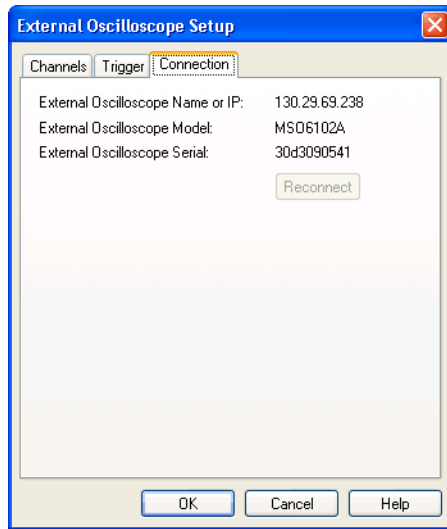 External Oscilloscope Setup
Channels Trigger Connection
External Oscilloscope Name or IP: 130.29.69.238
External Oscilloscope Model: MSO6102A
External Oscilloscope Serial: 30d3090541
Reconnect
OK Cancel Help